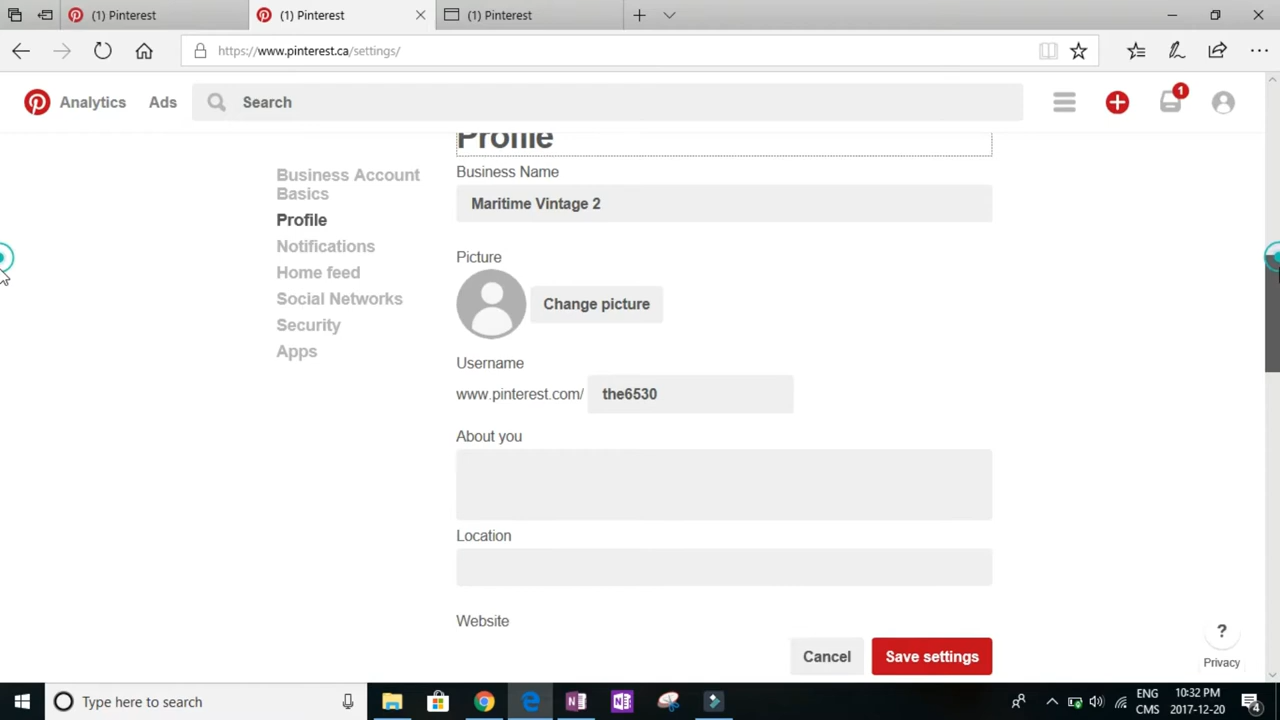 (1) Pinterest
(1) Pinterest
(1) Pinterest
https://www.pinterest.ca/settings/
Analytics
Ads
Search
1
Profile
Business Account
Basics
Profile
Notifications
Home feed
Social Networks
Security
Apps
Business Name
Maritime Vintage 2
Picture
Change picture
Username
www.pinterest.com/
the6530
About you
Location
Website
Cancel
Save settings
?
Privacy
Type here to search
ENG
CMS
10:32 PM
2017-12-20
4